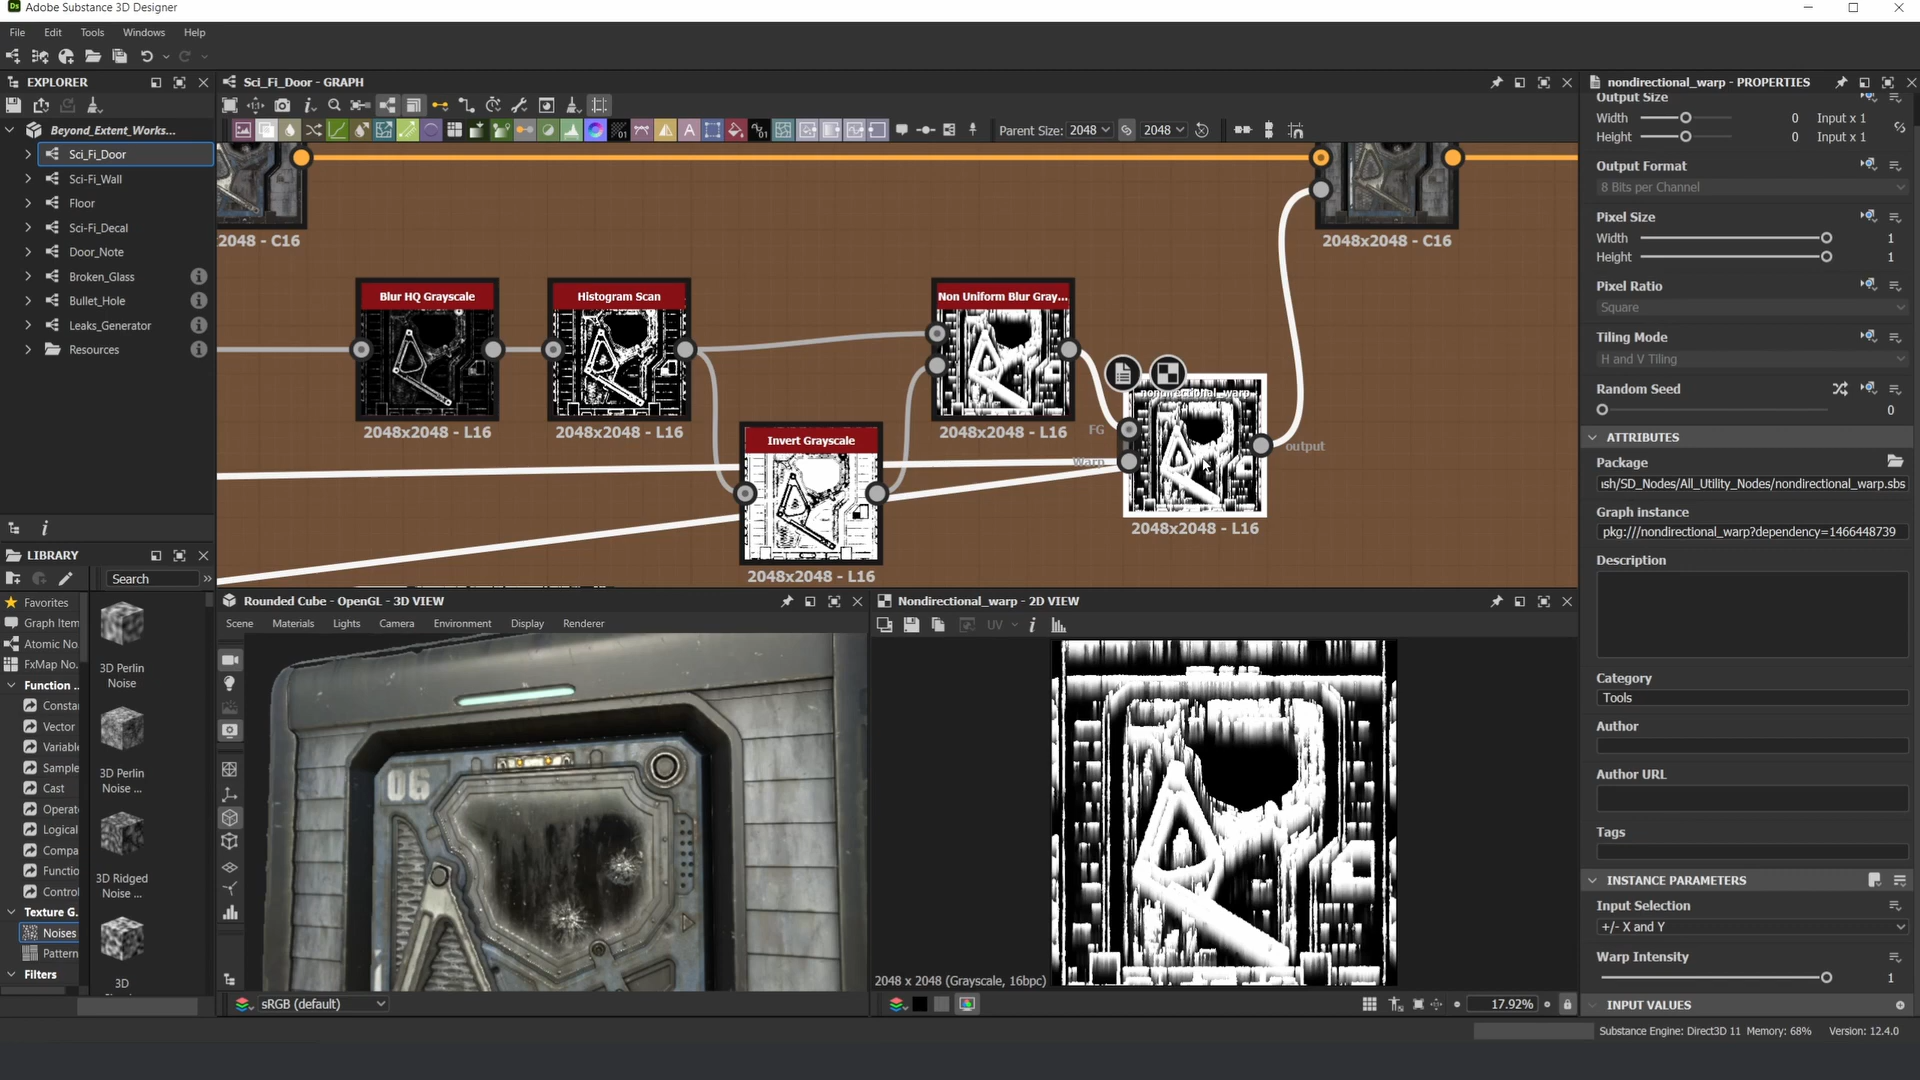 Ds Adobe Substance 3D Designer
File Edit Tools Windows Help
EXPLORER
Beyond_Extent_Works...
Sci_Fi_Door
Sci-Fi_Wall
Floor
Sci-Fi_Decal
Door_Note
Broken_Glass
Bullet_Hole
Leaks_Generator
Resources
LIBRARY
Search
Favorites
Graph Item
Atomic No.
FxMap No.
Function ..
Consta
Vector
Variabl
Sample
Cast
Operat
Logical
Compa
Functio
Control
Texture G.
Noises
Pattern
Filters
3D Perlin
Noise
3D Perlin
Noise ...
3D Ridged
Noise ...
3D
Sci_Fi_Door - GRAPH
Parent Size: 2048 2048
2048 - C16
Blur HQ Grayscale
2048x2048 - L16
Histogram Scan
2048x2048 - L16
Invert Grayscale
2048x2048 - L16
Non Uniform Blur Gray...
2048x2048 - L16
FG
Warp
nondirectional_warp
output
2048x2048 - L16
2048x2048 - C16
Rounded Cube - OpenGL - 3D VIEW
Scene Materials Lights Camera Environment Display Renderer
06
sRGB (default)
Nondirectional_warp - 2D VIEW
UV
2048 x 2048 (Grayscale, 16bpc)
17.92%
nondirectional_warp - PROPERTIES
Output Size
Width 0 Input x 1
Height 0 Input x 1
Output Format
8 Bits per Channel
Pixel Size
Width 1
Height 1
Pixel Ratio
Square
Tiling Mode
H and V Tiling
Random Seed
0
ATTRIBUTES
Package
ısh/SD_Nodes/All_Utility_Nodes/nondirectional_warp.sbs
Graph instance
pkg:///nondirectional_warp?dependency=1466448739
Description
Category
Tools
Author
Author URL
Tags
INSTANCE PARAMETERS
Input Selection
+/- X and Y
Warp Intensity
1
INPUT VALUES
Substance Engine: Direct3D 11 Memory: 68% Version: 12.4.0